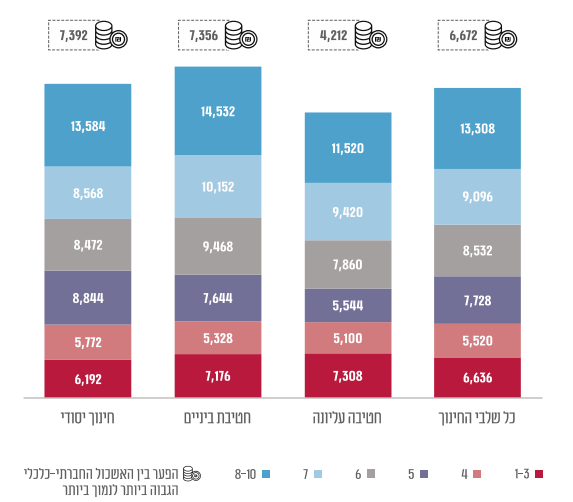 7,392 7,356 4,212 6,672
13,584 14,532 11,520 13,308
8,568 10,152 9,420 9,096
8,472 9,468 7,860 8,532
8,844 7,644 5,544 7,728
5,772 5,328 5,100 5,520
6,192 7,176 7,308 6,636
חינוך יסודי חטיבת ביניים חטיבה עליונה כל שלבי החינוך
1-3 4 5 6 7 8-10 הפער בין האשכול החברתי-כלכלי
הגבוה ביותר לנמוך ביותר